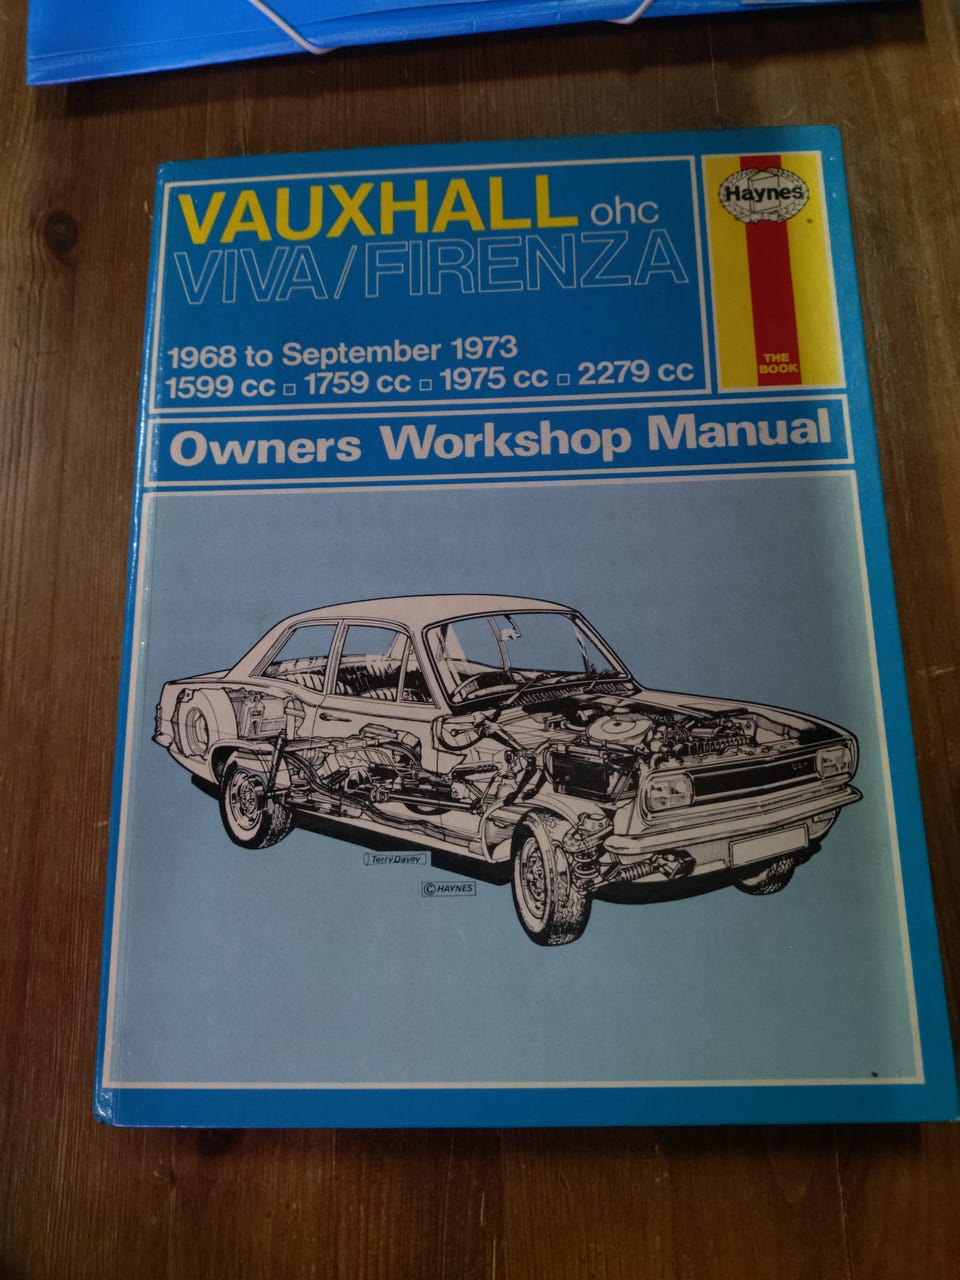 VAUXHALL ohc
VIVA/FIRENZA
1968 to September 1973
1599 cc □ 1759 cc □ 1975 cc □ 2279 cc
Haynes
®
THE
BOOK
Owners Workshop Manual
Terry Davey
© HAYNES